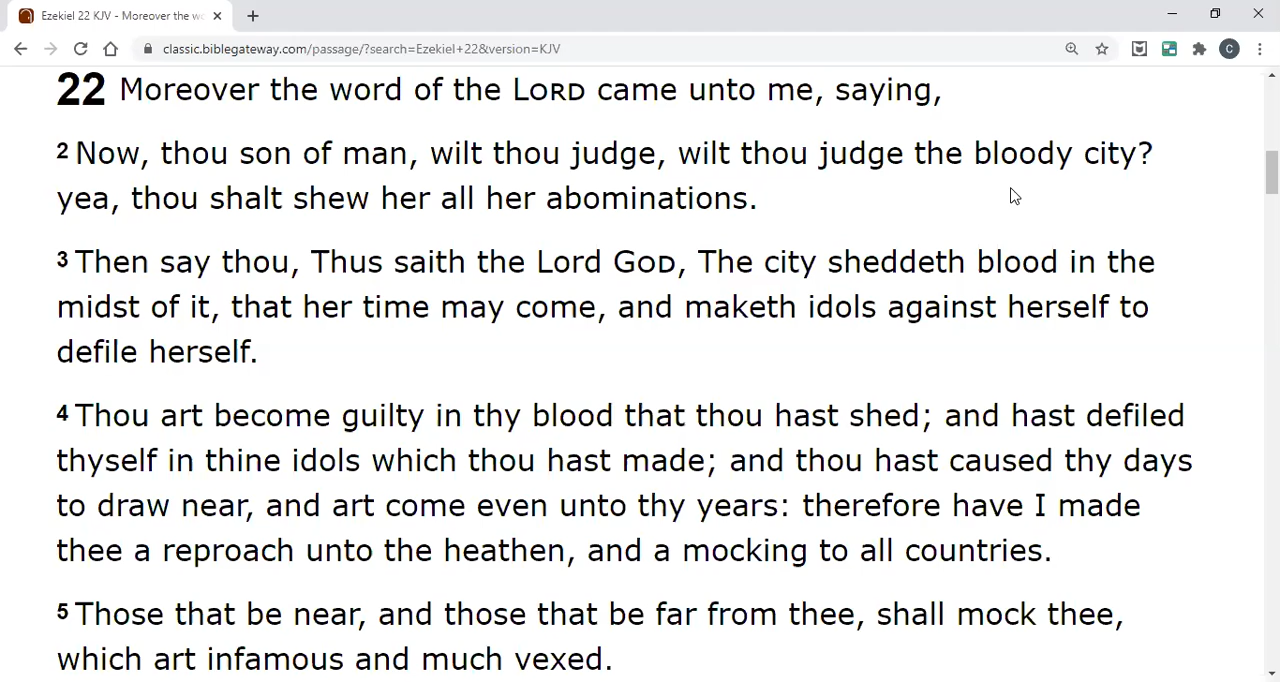 Ezekiel 22 KJV - Moreover the wo
classic.biblegateway.com/passage/?search=Ezekiel+22&version=KJV
C
22 Moreover the word of the LORD came unto me, saying,
2 Now, thou son of man, wilt thou judge, wilt thou judge the bloody city?
yea, thou shalt shew her all her abominations.
3 Then say thou, Thus saith the Lord GOD, The city sheddeth blood in the
midst of it, that her time may come, and maketh idols against herself to
defile herself.
4 Thou art become guilty in thy blood that thou hast shed; and hast defiled
thyself in thine idols which thou hast made; and thou hast caused thy days
to draw near, and art come even unto thy years: therefore have I made
thee a reproach unto the heathen, and a mocking to all countries.
5 Those that be near, and those that be far from thee, shall mock thee,
which art infamous and much vexed.